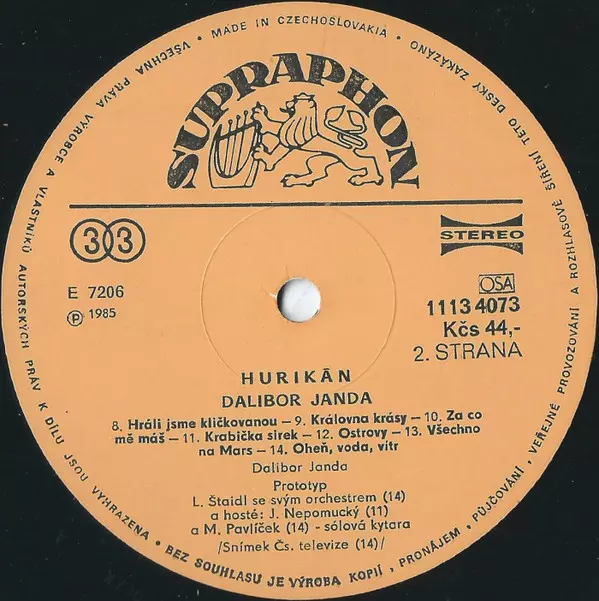 VŠECHNA PRÁVA VÝROBCE A VLASTNÍKŮ AUTORSKÝCH PRÁV K DÍLU JSOU VYHRAZENA • BEZ SOUHLASU JE VÝROBA KOPIÍ, PRONÁJEM, PŮJČOVÁNÍ, VEŘEJNÉ PROVOZOVÁNÍ A ROZHLASOVÉ ŠÍŘENÍ TÉTO DESKY ZAKÁZÁNO • MADE IN CZECHOSLOVAKIA •
SUPRAPHON
33
STEREO
E 7206
OSA
Ⓟ 1985
1113 4073
Kčs 44,-
2. STRANA
HURIKÁN
DALIBOR JANDA
8. Hráli jsme kličkovanou – 9. Královna krásy – 10. Za co
mě máš – 11. Krabička sirek – 12. Ostrovy – 13. Všechno
na Mars – 14. Oheň, voda, vítr
Dalibor Janda
Prototyp
L. Štaidl se svým orchestrem (14)
a hosté: J. Nepomucký (11)
a M. Pavlíček (14) - sólová kytara
/Snímek Čs. televize (14)/